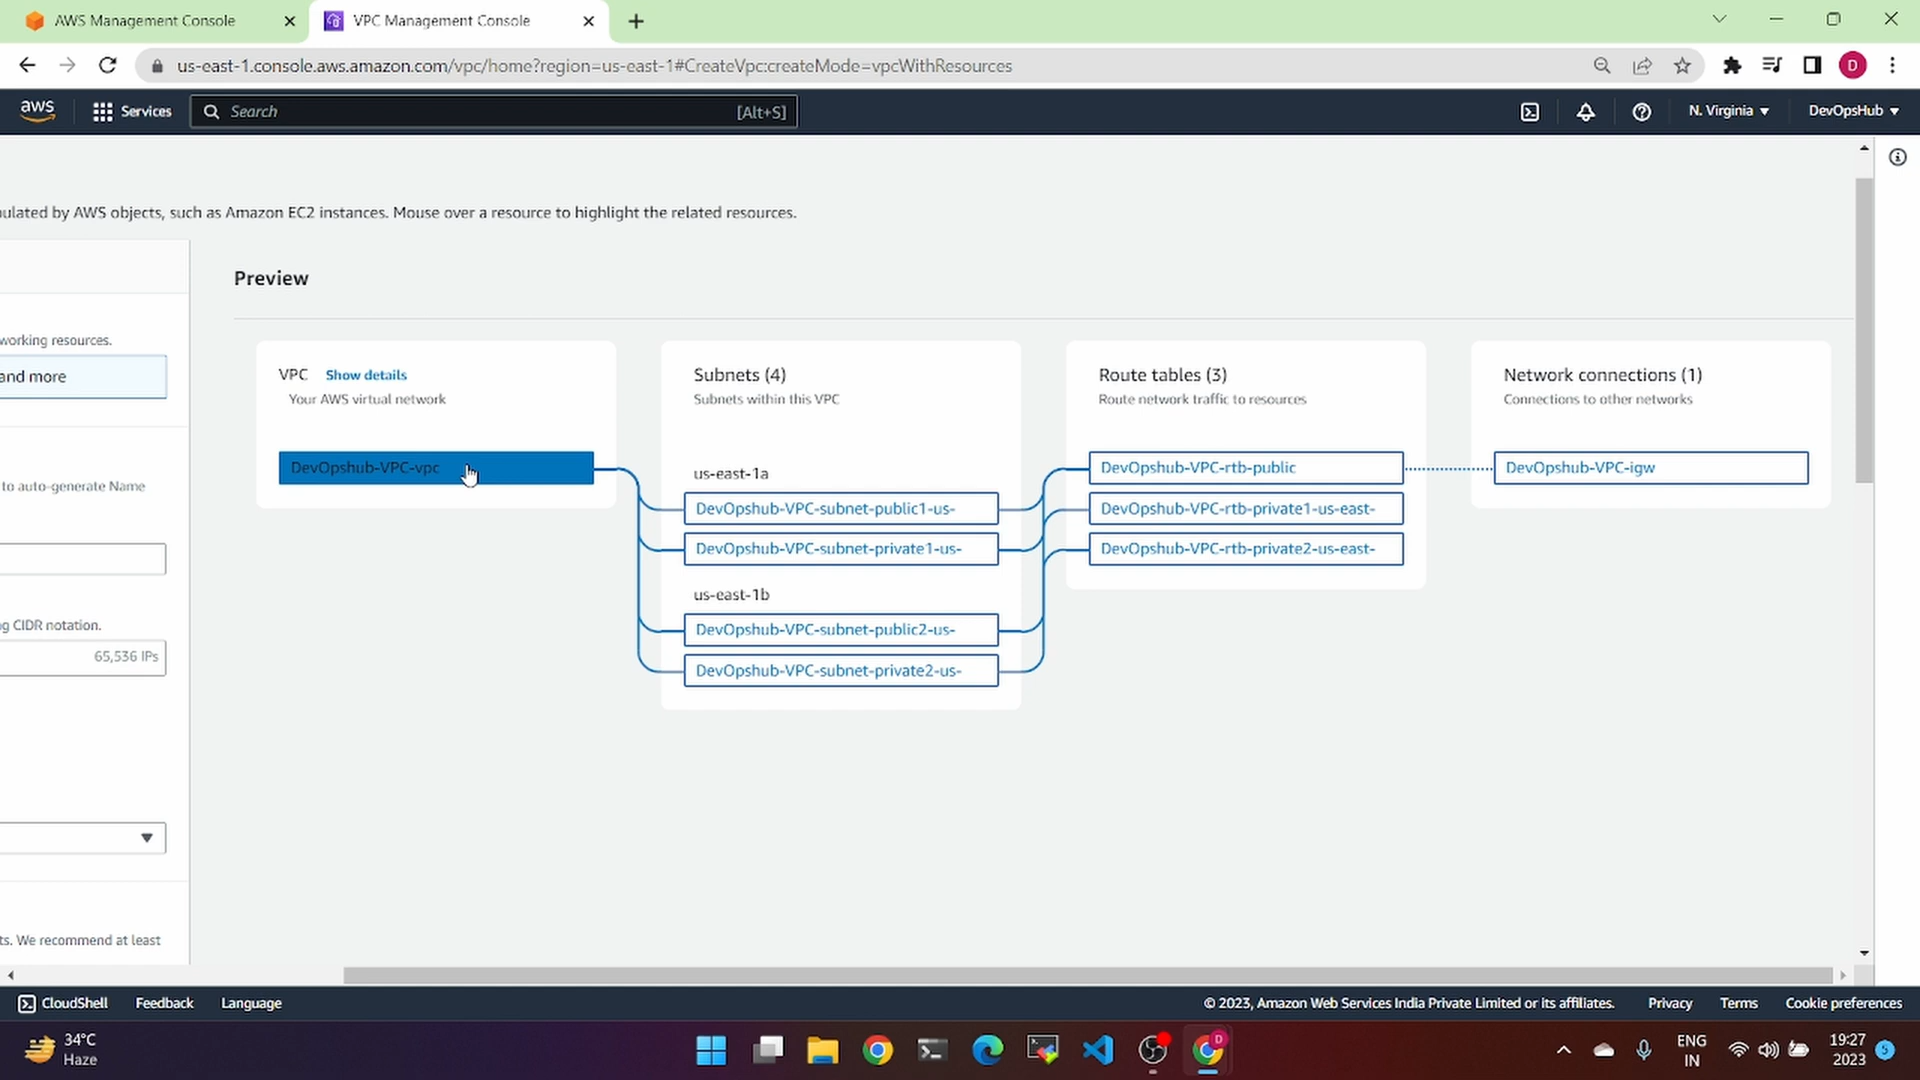 AWS Management Console
VPC Management Console
us-east-1.console.aws.amazon.com/vpc/home?region=us-east-1#CreateVpc:createMode=vpcWithResources
D
aws
Services
Search
[Alt+S]
N. Virginia
DevOpsHub
ulated by AWS objects, such as Amazon EC2 instances. Mouse over a resource to highlight the related resources.
Preview
working resources.
and more
to auto-generate Name
g CIDR notation.
65,536 IPs
ts. We recommend at least
VPC Show details
Your AWS virtual network
DevOpshub-VPC-vpc
Subnets (4)
Subnets within this VPC
us-east-1a
DevOpshub-VPC-subnet-public1-us-
DevOpshub-VPC-subnet-private1-us-
us-east-1b
DevOpshub-VPC-subnet-public2-us-
DevOpshub-VPC-subnet-private2-us-
Route tables (3)
Route network traffic to resources
DevOpshub-VPC-rtb-public
DevOpshub-VPC-rtb-private1-us-east-
DevOpshub-VPC-rtb-private2-us-east-
Network connections (1)
Connections to other networks
DevOpshub-VPC-igw
CloudShell
Feedback
Language
© 2023, Amazon Web Services India Private Limited or its affiliates.
Privacy
Terms
Cookie preferences
34°C
Haze
D
ENG
IN
19:27
2023
5